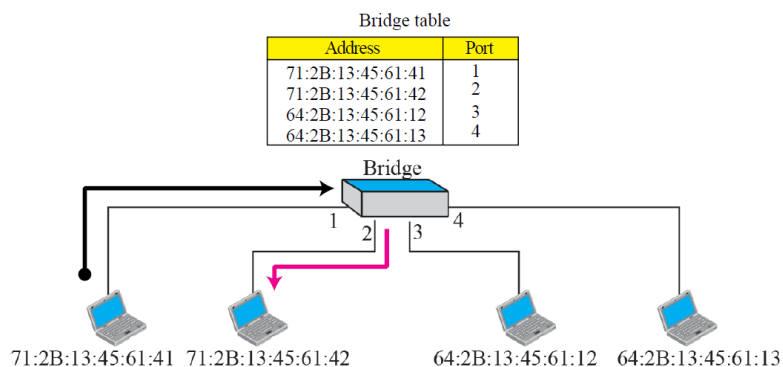 Bridge table
Address Port
71:2B:13:45:61:41 1
71:2B:13:45:61:42 2
64:2B:13:45:61:12 3
64:2B:13:45:61:13 4
Bridge
1 2 3 4
71:2B:13:45:61:41 71:2B:13:45:61:42 64:2B:13:45:61:12 64:2B:13:45:61:13